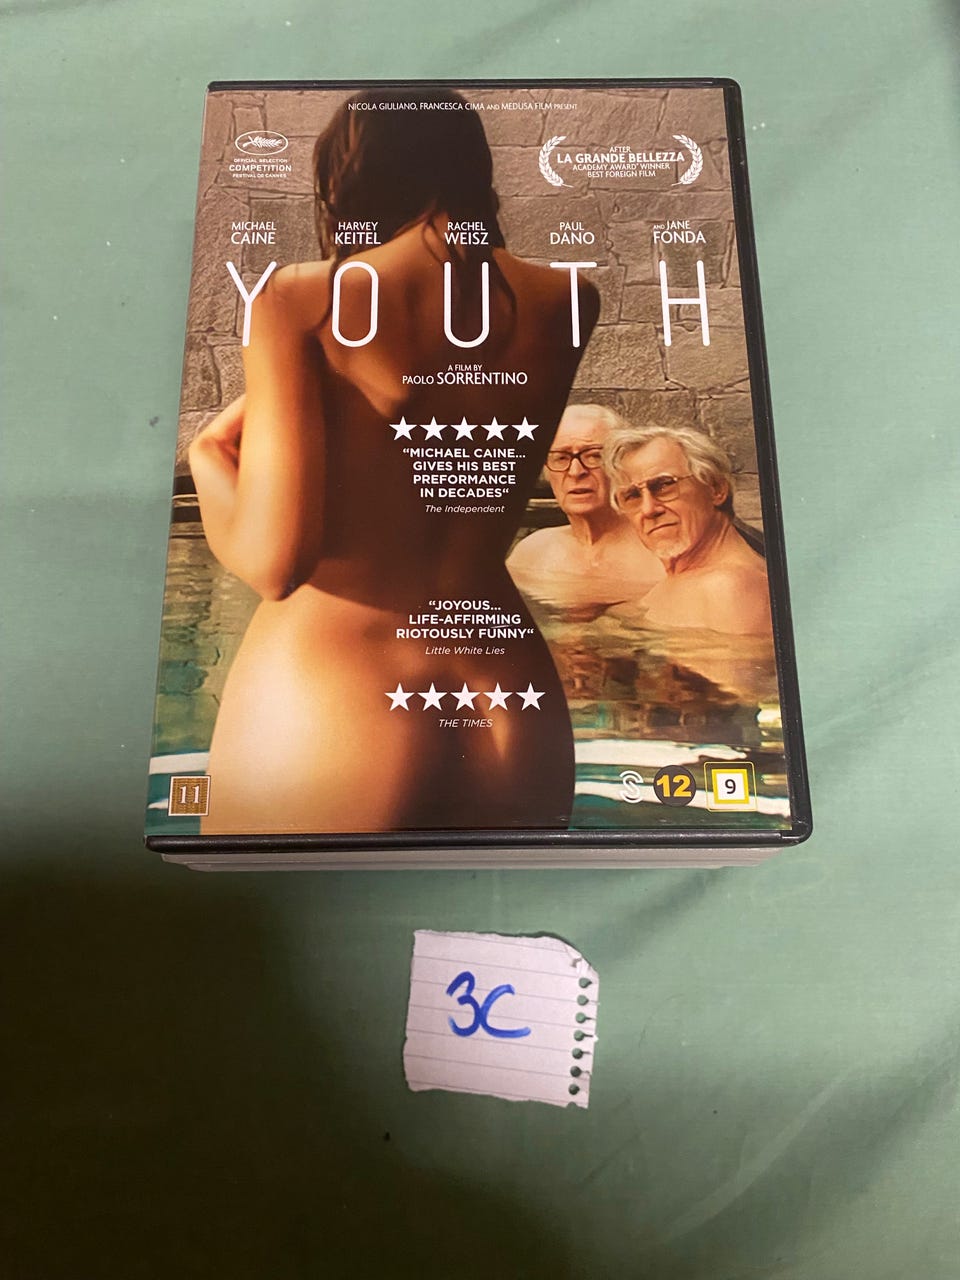 NICOLA GIULIANO, FRANCESCA CIMA AND MEDUSA FILM PRESENT
OFFICIAL SELECTION
COMPETITION
FESTIVAL DE CANNES
AFTER
LA GRANDE BELLEZZA
ACADEMY AWARD® WINNER
BEST FOREIGN FILM
MICHAEL
CAINE
HARVEY
KEITEL
RACHEL
WEISZ
PAUL
DANO
AND JANE
FONDA
YOUTH
A FILM BY
PAOLO SORRENTINO
“MICHAEL CAINE...
GIVES HIS BEST
PREFORMANCE
IN DECADES“
The Independent
“JOYOUS...
LIFE-AFFIRMING
RIOTOUSLY FUNNY“
Little White Lies
THE TIMES
11
S
12
9
3C